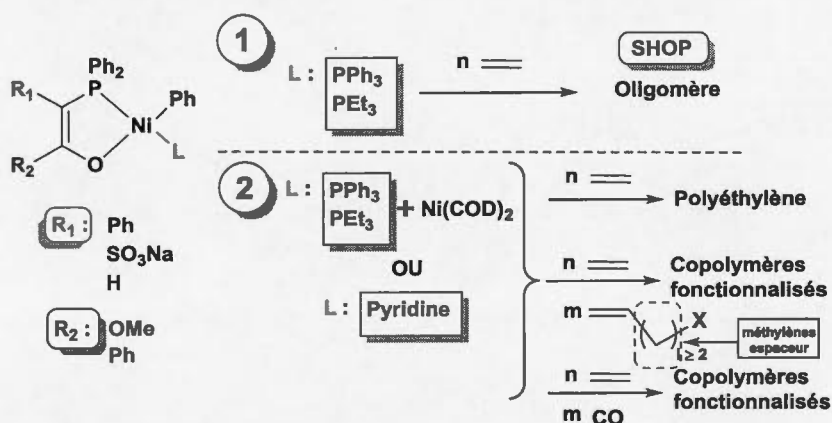 PPh₂
R₁
Ph
Ni
R₂
O
L
R₁ : Ph
SO₃Na
H
R₂ : OMe
Ph
1
L : PPh₃
PEt₃
n
SHOP
Oligomère
2
L : PPh₃
PEt₃
+ Ni(COD)₂
OU
L : Pyridine
n
Polyéthylène
n
m
Copolymères
fonctionnalisés
X
l ≥ 2
méthylènes
espaceur
n
m CO
Copolymères
fonctionnalisés